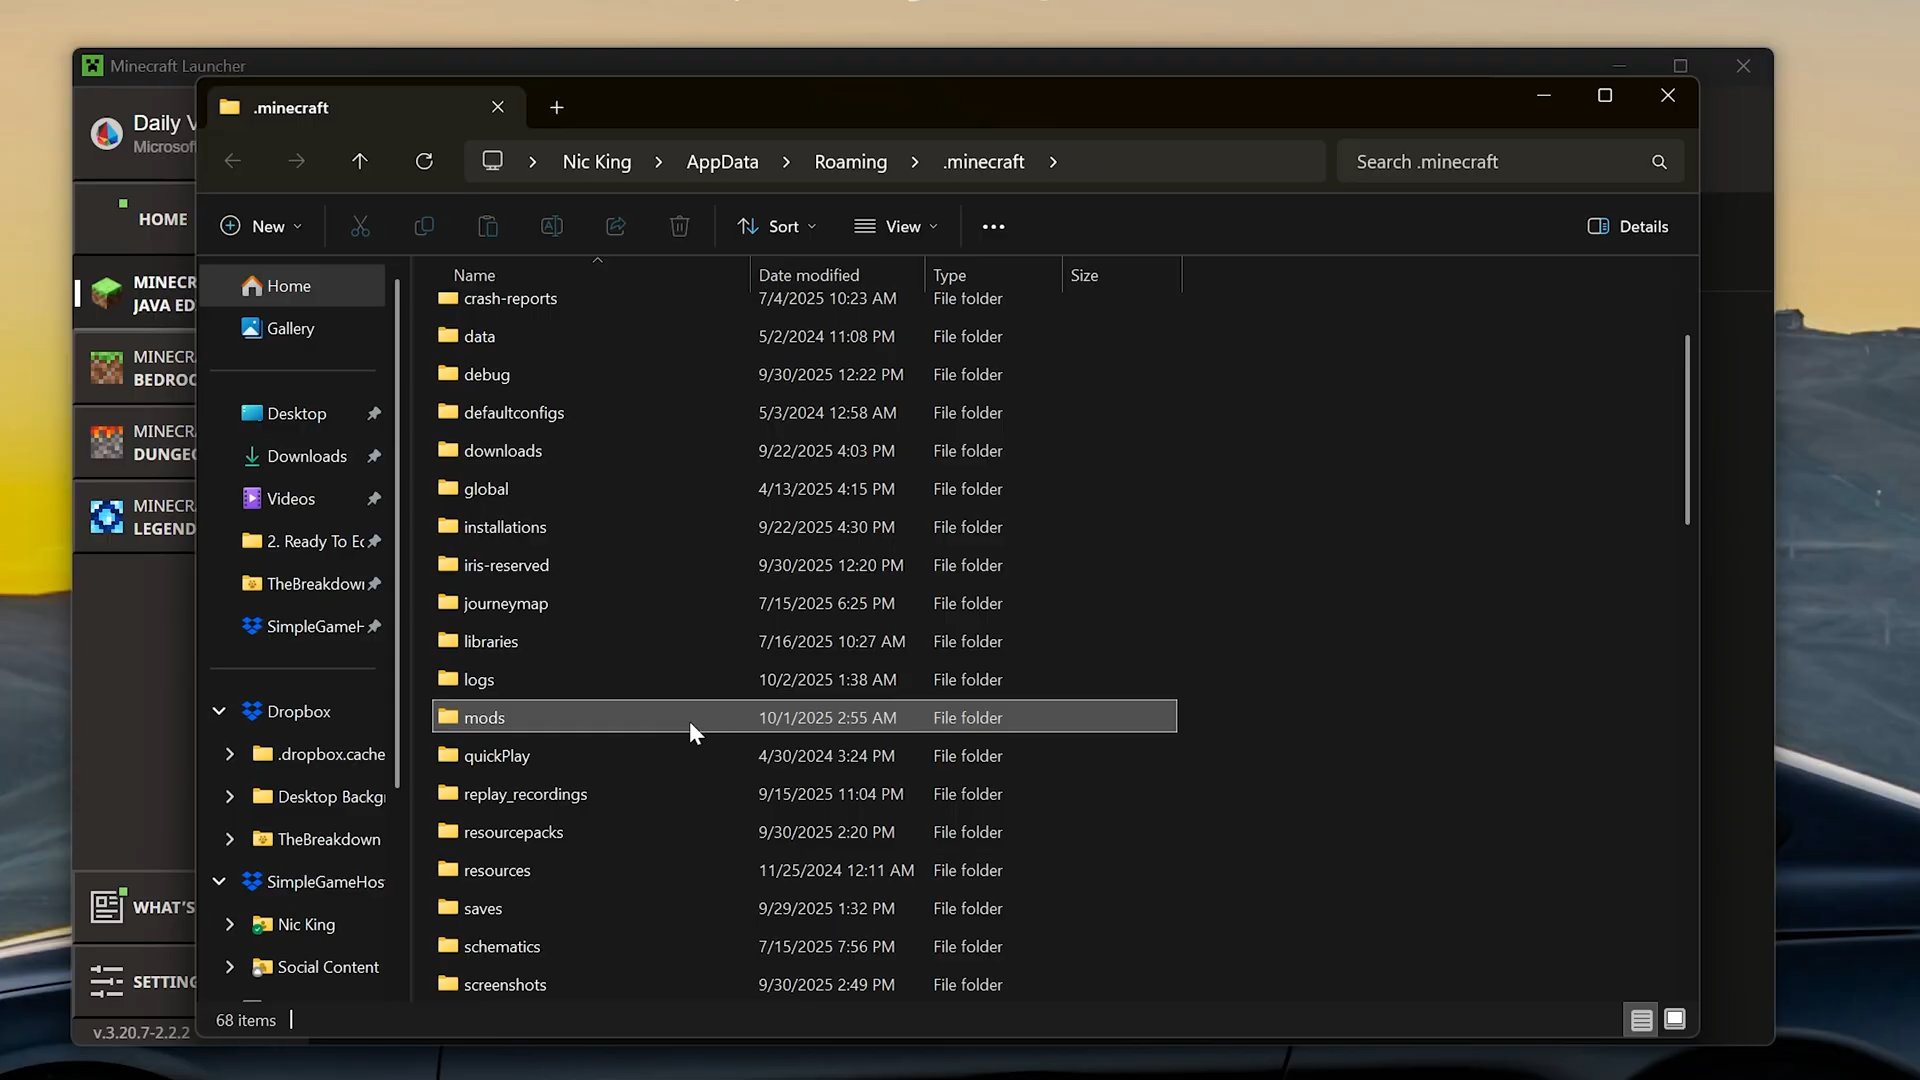 Minecraft Launcher
.minecraft
Daily V
Microsof
Nic King
AppData
Roaming
.minecraft
Search .minecraft
HOME
New
Sort
View
Details
Name
Date modified
Type
Size
MINECR
JAVA ED
MINECR
BEDROC
MINECR
DUNGEO
MINECRA
LEGEND
WHAT'S
SETTING
v.3.20.7-2.2.2
Home
Gallery
Desktop
Downloads
Videos
2. Ready To Ec
TheBreakdown
SimpleGameH
Dropbox
.dropbox.cache
Desktop Backgr
TheBreakdown
SimpleGameHos
Nic King
Social Content
crash-reports 7/4/2025 10:23 AM File folder
data 5/2/2024 11:08 PM File folder
debug 9/30/2025 12:22 PM File folder
defaultconfigs 5/3/2024 12:58 AM File folder
downloads 9/22/2025 4:03 PM File folder
global 4/13/2025 4:15 PM File folder
installations 9/22/2025 4:30 PM File folder
iris-reserved 9/30/2025 12:20 PM File folder
journeymap 7/15/2025 6:25 PM File folder
libraries 7/16/2025 10:27 AM File folder
logs 10/2/2025 1:38 AM File folder
mods 10/1/2025 2:55 AM File folder
quickPlay 4/30/2024 3:24 PM File folder
replay_recordings 9/15/2025 11:04 PM File folder
resourcepacks 9/30/2025 2:20 PM File folder
resources 11/25/2024 12:11 AM File folder
saves 9/29/2025 1:32 PM File folder
schematics 7/15/2025 7:56 PM File folder
screenshots 9/30/2025 2:49 PM File folder
68 items